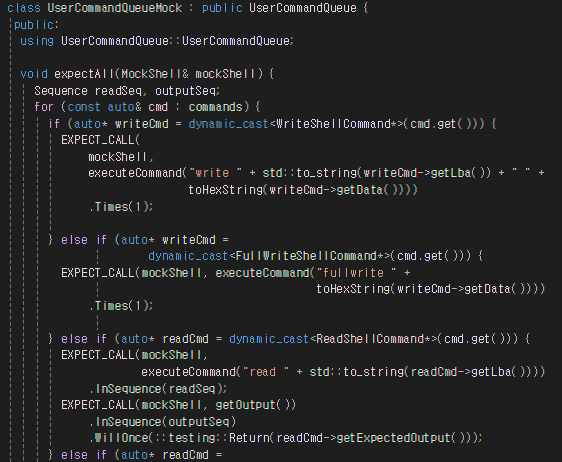 class UserCommandQueueMock : public UserCommandQueue {
public:
using UserCommandQueue::UserCommandQueue;
void expectAll(MockShell& mockShell) {
Sequence readSeq, outputSeq;
for (const auto& cmd : commands) {
if (auto* writeCmd = dynamic_cast<WriteShellCommand*>(cmd.get())) {
EXPECT_CALL(
mockShell,
executeCommand("write " + std::to_string(writeCmd->getLba()) + " " +
toHexString(writeCmd->getData())))
.Times(1);
} else if (auto* writeCmd =
dynamic_cast<FullWriteShellCommand*>(cmd.get())) {
EXPECT_CALL(mockShell, executeCommand("fullwrite " +
toHexString(writeCmd->getData())))
.Times(1);
} else if (auto* readCmd = dynamic_cast<ReadShellCommand*>(cmd.get())) {
EXPECT_CALL(mockShell,
executeCommand("read " + std::to_string(readCmd->getLba())))
.InSequence(readSeq);
EXPECT_CALL(mockShell, getOutput())
.InSequence(outputSeq)
.WillOnce(::testing::Return(readCmd->getExpectedOutput()));
} else if (auto* readCmd =